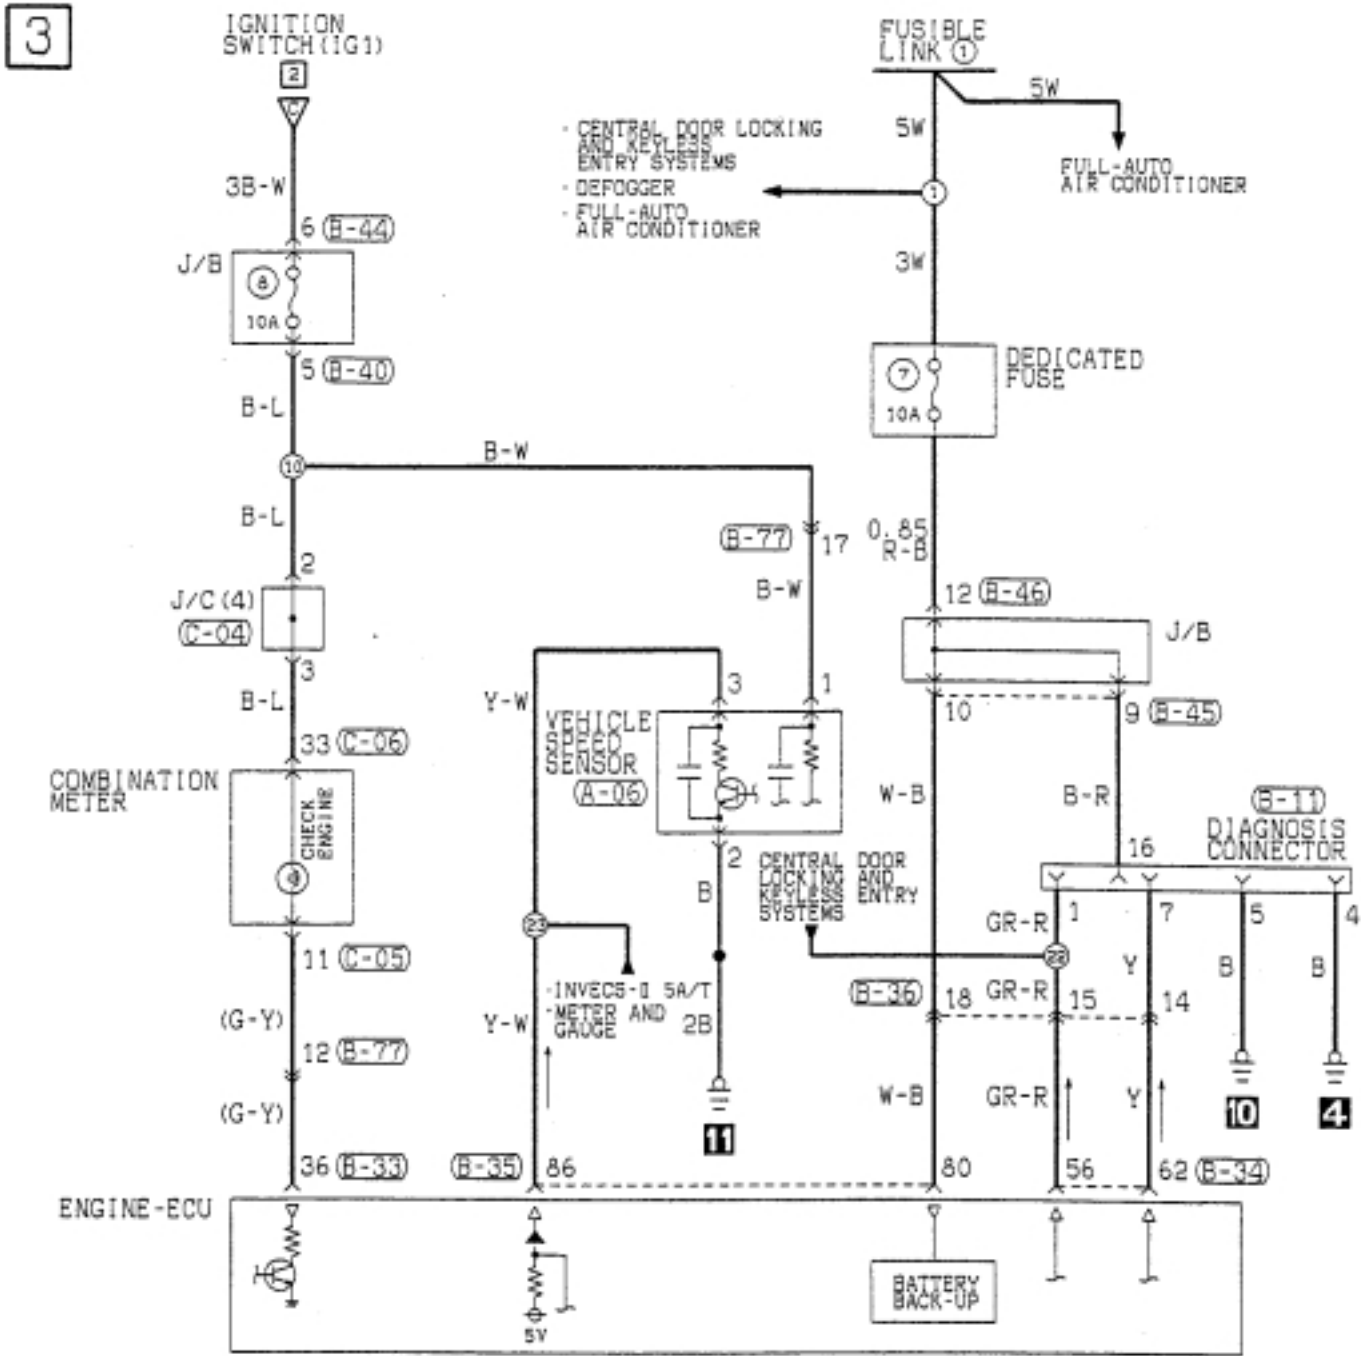 3
IGNITION
SWITCH(IG1)
2
C
3B-W
6 B-44
J/B
8
10A
5 B-40
B-L
10
B-W
B-L
2
J/C(4)
C-04
3
B-L
33 C-06
COMBINATION
METER
CHECK
ENGINE
11 C-05
(G-Y)
12 B-77
(G-Y)
36 B-33
ENGINE-ECU
FUSIBLE
LINK 1
5W
5W
FULL-AUTO
AIR CONDITIONER
· CENTRAL DOOR LOCKING
AND KEYLESS
ENTRY SYSTEMS
· DEFOGGER
· FULL-AUTO
AIR CONDITIONER
1
3W
DEDICATED
FUSE
7
10A
B-77 17
B-W
0.85
R-B
12 B-46
J/B
10
9 B-45
Y-W
3
1
VEHICLE
SPEED
SENSOR
A-06
2
B
W-B
B-R
B-11
DIAGNOSIS
CONNECTOR
16
1
7
5
4
CENTRAL DOOR
LOCKING AND
KEYLESS ENTRY
SYSTEMS
GR-R
22
Y
B
B
23
·INVECS-II 5A/T
·METER AND
GAUGE
Y-W
2B
11
B-36 18
GR-R 15
14
W-B
GR-R
Y
10
4
B-35 86
80
56
62 B-34
5V
BATTERY
BACK-UP